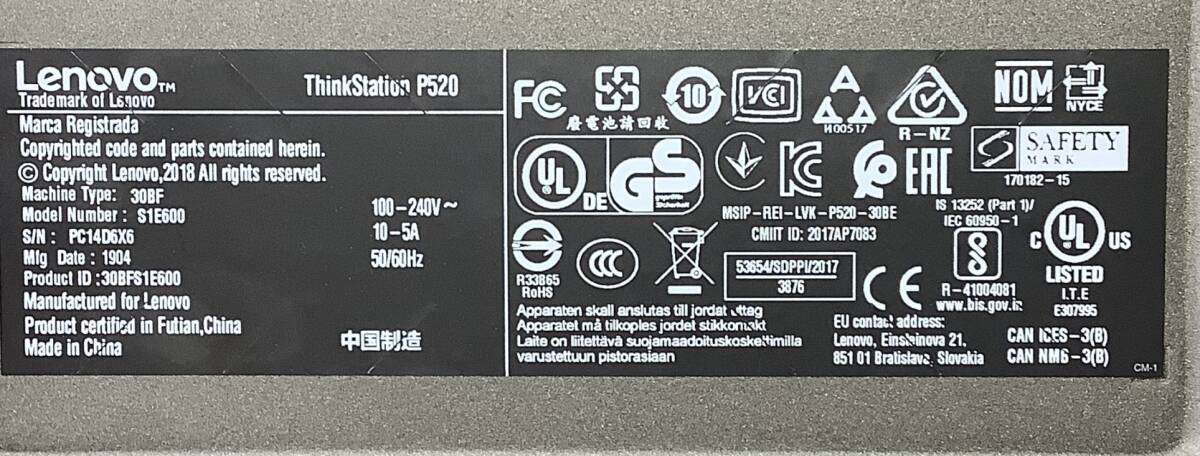 Lenovo™
ThinkStation P520
Trademark of Lenovo
Marca Registrada
Copyrighted code and parts contained herein.
© Copyright Lenovo,2018 All rights reserved.
Machine Type: 30BF
Model Number: S1E600
S/N: PC14D6X6
Mfg Date: 1904
Product ID:30BFS1E600
Manufactured for Lenovo
Product certified in Futian,China
Made in China
100-240V~
10-5A
50/60Hz
中国制造
FC
廢電池請回收
10
VCI
H00517
R-NZ
NOM
NYCE
UL
DE
GS
geprüfte Sicherheit
KC
EAC
SAFETY
MARK
170182-15
MSIP-REI-LVK-P520-30BE
CMIIT ID: 2017AP7083
IS 13252 (Part 1)/
IEC 60950-1
R33B65
RoHS
CCC
53654/SDPPI/2017
3876
CE
R-41004081
www.bis.gov.in
C UL US
LISTED
I.T.E
E307995
Apparaten skall anslutas till jordat uttag
Apparatet må tilkoples jordet stikkontakt
Laite on liitettävä suojamaadoituskoskettimilla
varustettuun pistorasiaan
EU contact address:
Lenovo, Einsteinova 21,
851 01 Bratislava, Slovakia
CAN ICES-3(B)
CAN NMB-3(B)
CM-1